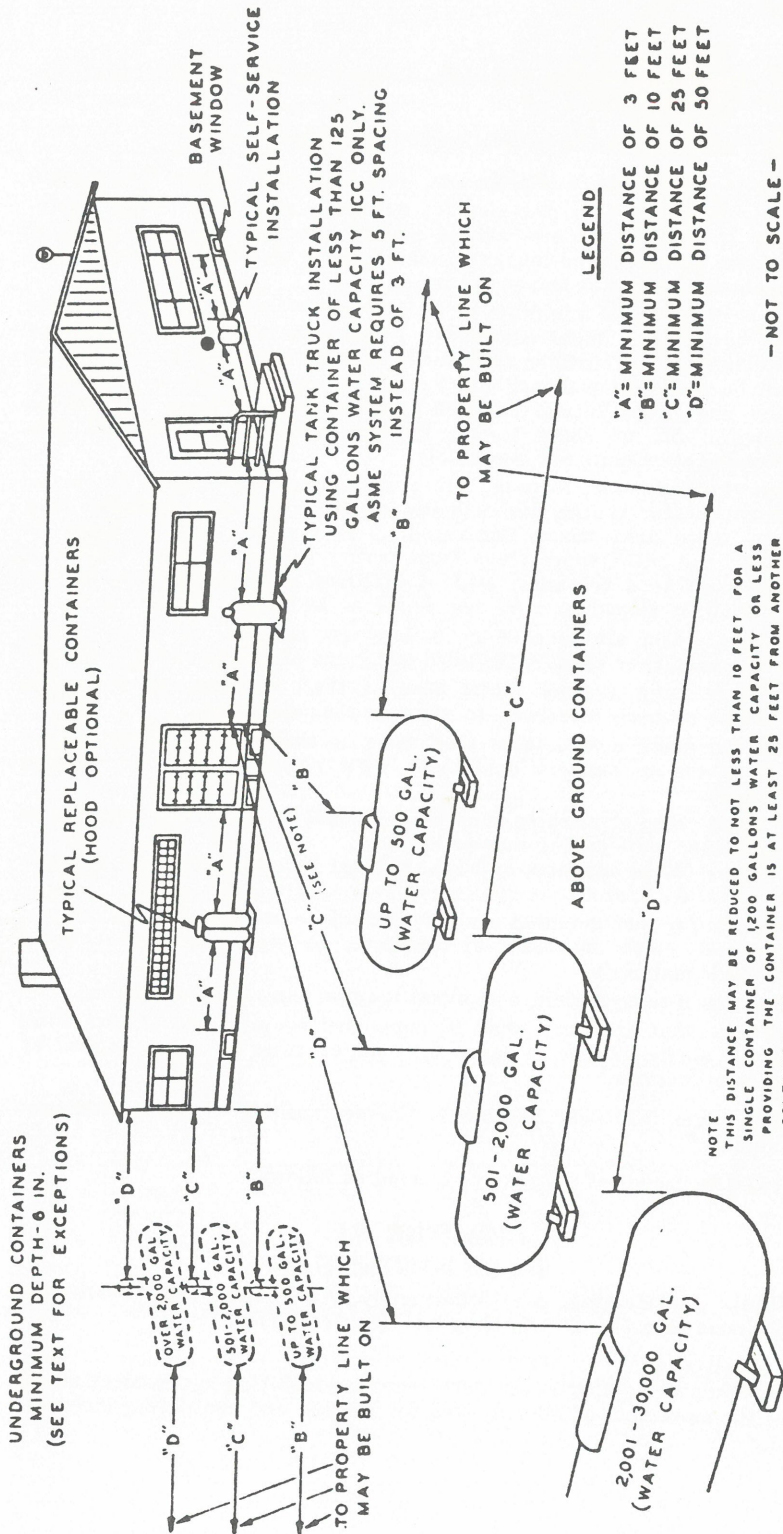 UNDERGROUND CONTAINERS
MINIMUM DEPTH-6 IN.
(SEE TEXT FOR EXCEPTIONS)
TYPICAL REPLACEABLE CONTAINERS
(HOOD OPTIONAL)
BASEMENT
WINDOW
TYPICAL SELF-SERVICE
INSTALLATION
TYPICAL TANK TRUCK INSTALLATION
USING CONTAINER OF LESS THAN 125
GALLONS WATER CAPACITY ICC ONLY.
ASME SYSTEM REQUIRES 5 FT. SPACING
INSTEAD OF 3 FT.
"A"
"A"
"A"
"A"
"A"
"A"
"D"
"C"
"B"
OVER 2,000 GAL.
WATER CAPACITY
501-2,000 GAL.
WATER CAPACITY
UP TO 500 GAL.
WATER CAPACITY
"D"
"C"
"B"
TO PROPERTY LINE WHICH
MAY BE BUILT ON
"B"
"C" (SEE NOTE)
"D"
UP TO 500 GAL.
(WATER CAPACITY)
"B"
TO PROPERTY LINE WHICH
MAY BE BUILT ON
501-2,000 GAL.
(WATER CAPACITY)
ABOVE GROUND CONTAINERS
"C"
2,001-30,000 GAL.
(WATER CAPACITY)
"D"
LEGEND
"A"= MINIMUM DISTANCE OF 3 FEET
"B"= MINIMUM DISTANCE OF 10 FEET
"C"= MINIMUM DISTANCE OF 25 FEET
"D"= MINIMUM DISTANCE OF 50 FEET
-NOT TO SCALE-
NOTE
THIS DISTANCE MAY BE REDUCED TO NOT LESS THAN 10 FEET FOR A
SINGLE CONTAINER OF 1,200 GALLONS WATER CAPACITY OR LESS
PROVIDING THE CONTAINER IS AT LEAST 25 FEET FROM ANOTHER